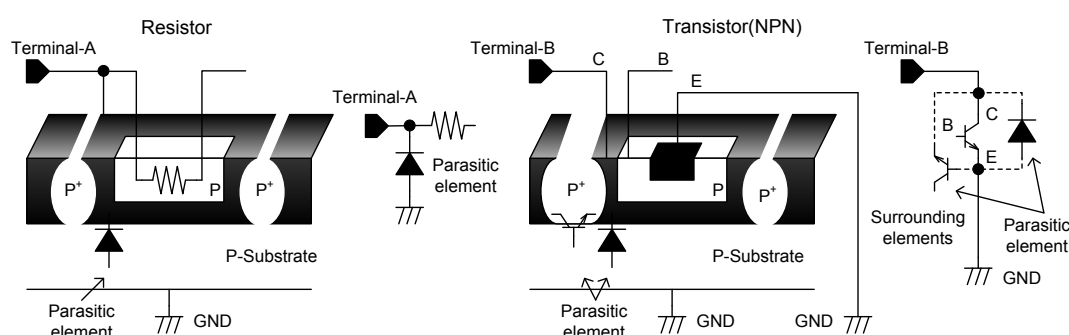 Resistor
Terminal-A
P+
P
P+
P-Substrate
Parasitic
element
GND
Terminal-A
Parasitic
element
Transistor(NPN)
Terminal-B
C
B
E
P+
P
P+
P-Substrate
Parasitic
element
GND
GND
Terminal-B
C
B
E
Surrounding
elements
Parasitic
element
GND